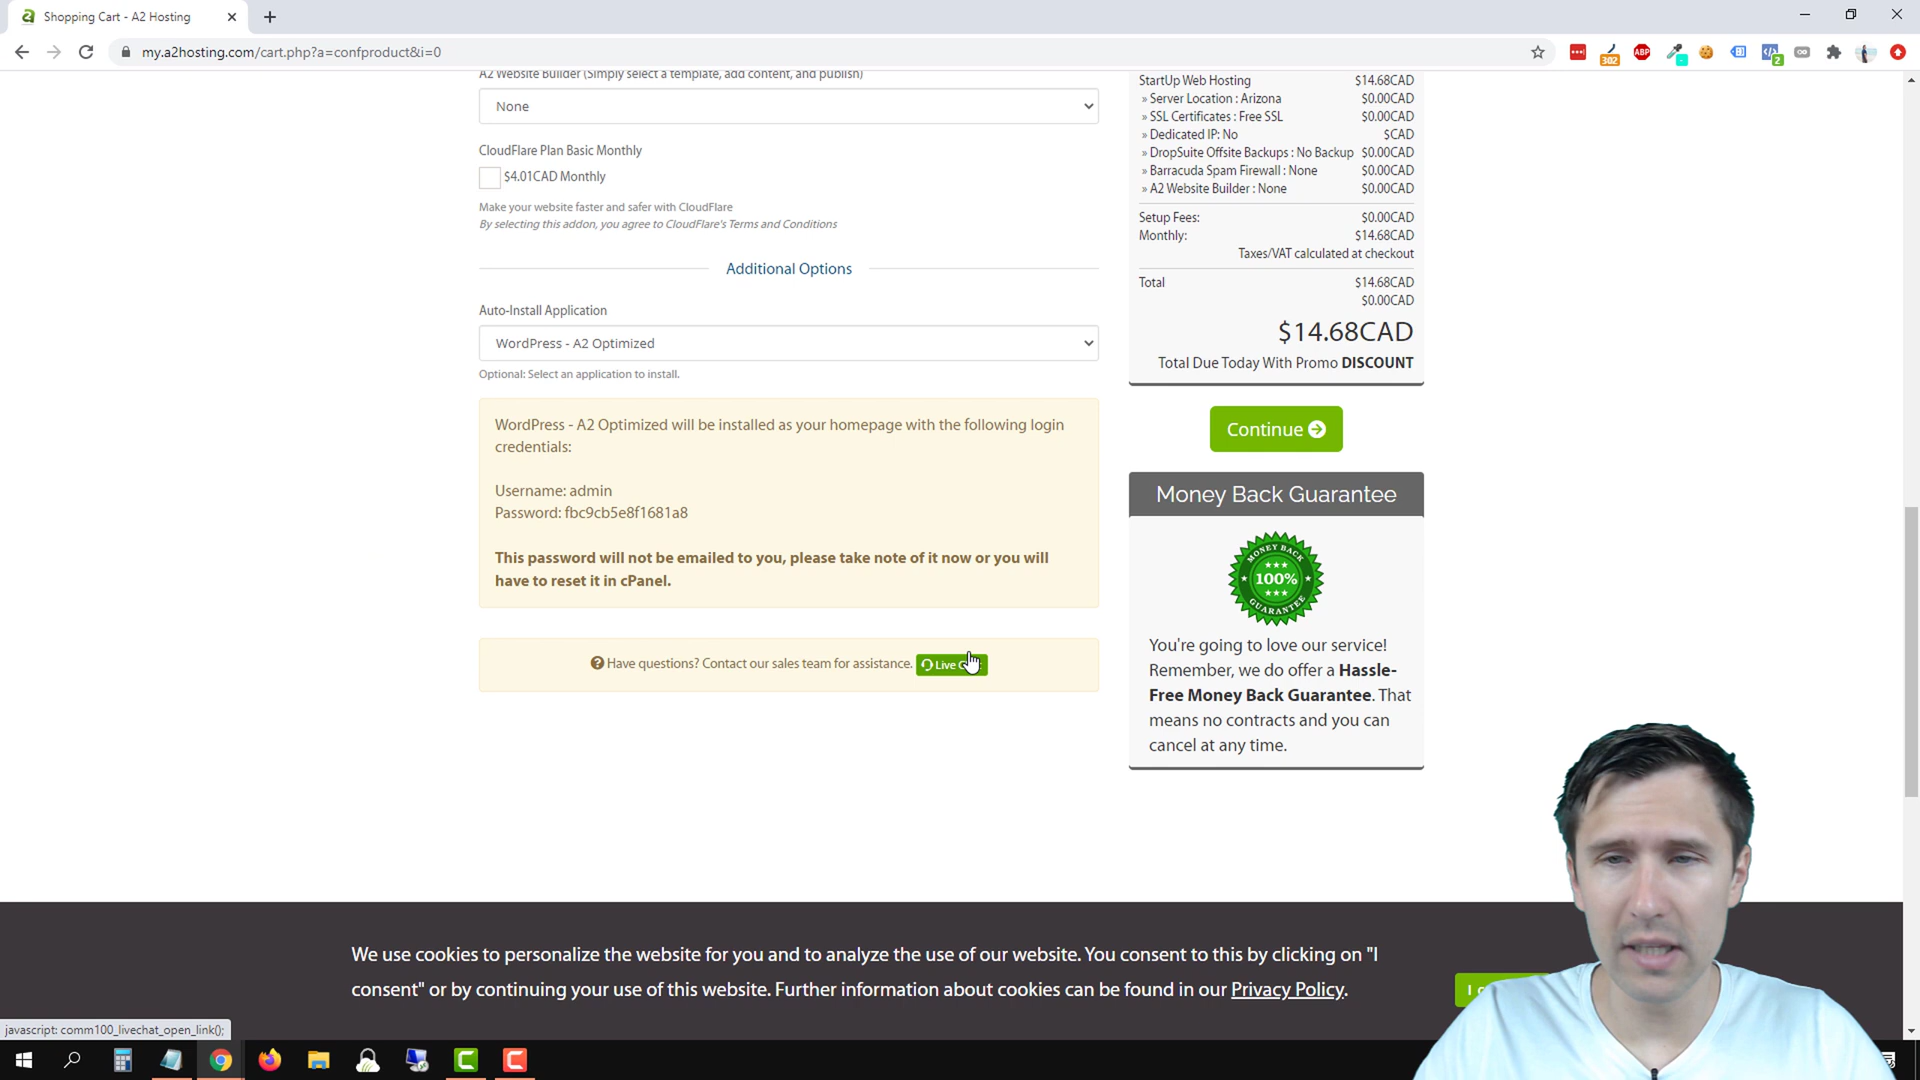 Shopping Cart - A2 Hosting
my.a2hosting.com/cart.php?a=confproduct&i=0
302
ABP
2
A2 Website Builder (Simply select a template, add content, and publish)
None
CloudFlare Plan Basic Monthly
$4.01CAD Monthly
Make your website faster and safer with CloudFlare
By selecting this addon, you agree to CloudFlare's Terms and Conditions
Additional Options
Auto-Install Application
WordPress - A2 Optimized
Optional: Select an application to install.
WordPress - A2 Optimized will be installed as your homepage with the following login
credentials:
Username: admin
Password: fbc9cb5e8f1681a8
This password will not be emailed to you, please take note of it now or you will
have to reset it in cPanel.
Have questions? Contact our sales team for assistance. Live
StartUp Web Hosting $14.68CAD
» Server Location : Arizona $0.00CAD
» SSL Certificates : Free SSL $0.00CAD
» Dedicated IP: No $CAD
» DropSuite Offsite Backups : No Backup $0.00CAD
» Barracuda Spam Firewall : None $0.00CAD
» A2 Website Builder : None $0.00CAD
Setup Fees: $0.00CAD
Monthly: $14.68CAD
Taxes/VAT calculated at checkout
Total $14.68CAD
$0.00CAD
$14.68CAD
Total Due Today With Promo DISCOUNT
Continue
Money Back Guarantee
MONEY BACK
100%
GUARANTEE
You're going to love our service!
Remember, we do offer a Hassle-
Free Money Back Guarantee. That
means no contracts and you can
cancel at any time.
We use cookies to personalize the website for you and to analyze the use of our website. You consent to this by clicking on "I
consent" or by continuing your use of this website. Further information about cookies can be found in our Privacy Policy.
I
javascript: comm100_livechat_open_link();